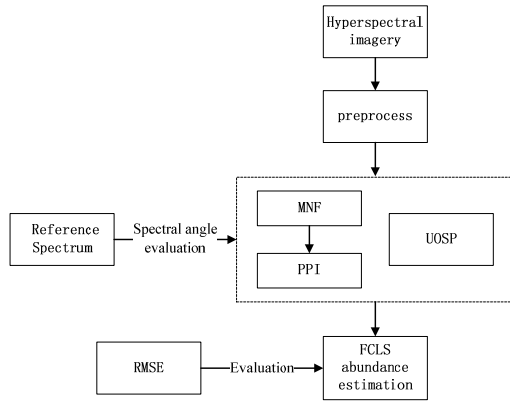 Hyperspectral
imagery
preprocess
MNF
PPI
UOSP
Reference
Spectrum
Spectral angle
evaluation
FCLS
abundance
estimation
RMSE
Evaluation